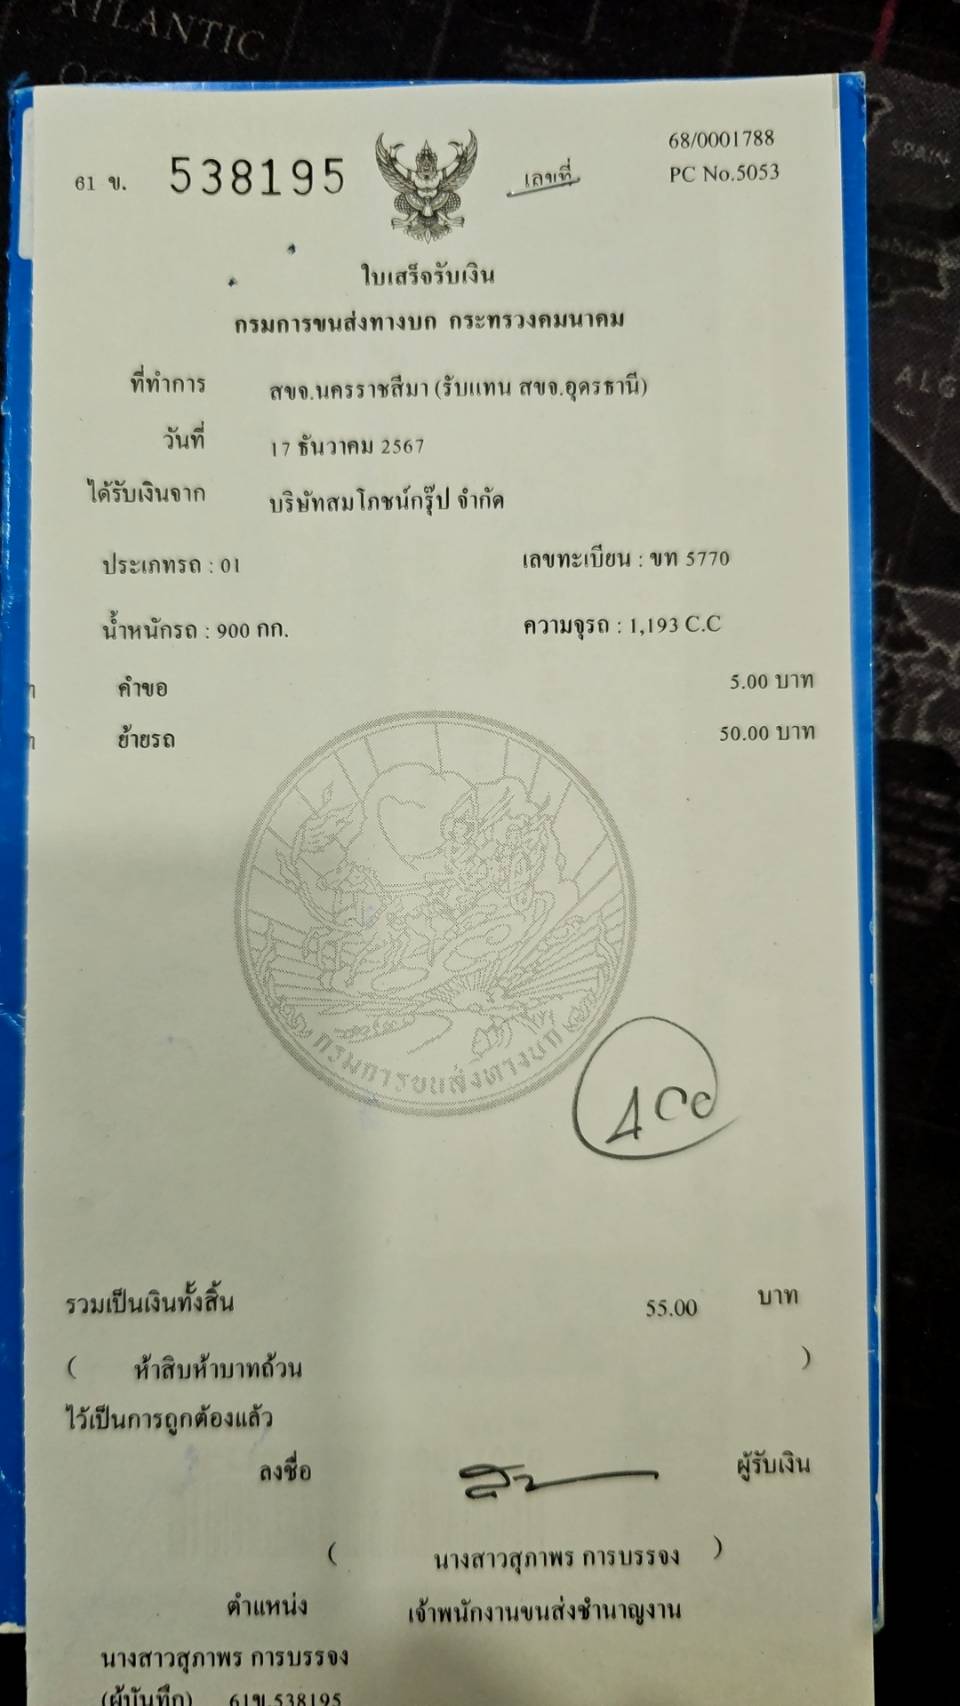 ATLANTIC
SPAIN
ALG
68/0001788
61 ข. 538195
เลขที่
PC No.5053
ใบเสร็จรับเงิน
กรมการขนส่งทางบก กระทรวงคมนาคม
ที่ทำการ สขจ.นครราชสีมา (รับแทน สขจ.อุดรธานี)
วันที่ 17 ธันวาคม 2567
ได้รับเงินจาก บริษัทสมโภชน์กรุ๊ป จำกัด
ประเภทรถ : 01 เลขทะเบียน : ขท 5770
น้ำหนักรถ : 900 กก. ความจุรถ : 1,193 C.C
คำขอ 5.00 บาท
ย้ายรถ 50.00 บาท
กรมการขนส่งทางบก
รวมเป็นเงินทั้งสิ้น 55.00 บาท
( ห้าสิบห้าบาทถ้วน )
ไว้เป็นการถูกต้องแล้ว
ลงชื่อ ผู้รับเงิน
( นางสาวสุภาพร การบรรจง )
ตำแหน่ง เจ้าพนักงานขนส่งชำนาญงาน
นางสาวสุภาพร การบรรจง
(ผู้บันทึก) 61ข.538195